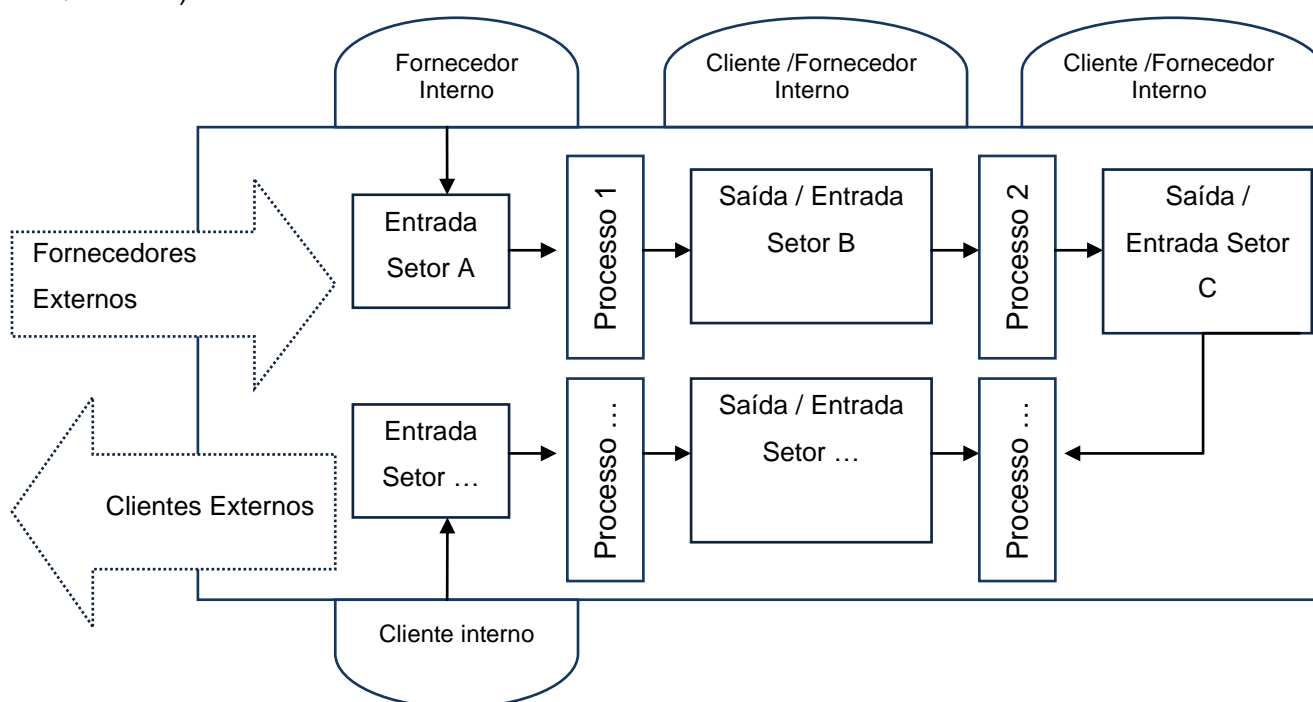 Fornecedor
Interno
Cliente /Fornecedor
Interno
Cliente /Fornecedor
Interno
Fornecedores
Externos
Entrada
Setor A
Processo 1
Saída / Entrada
Setor B
Processo 2
Saída /
Entrada Setor
C
Clientes Externos
Entrada
Setor …
Processo …
Saída / Entrada
Setor …
Processo …
Cliente interno